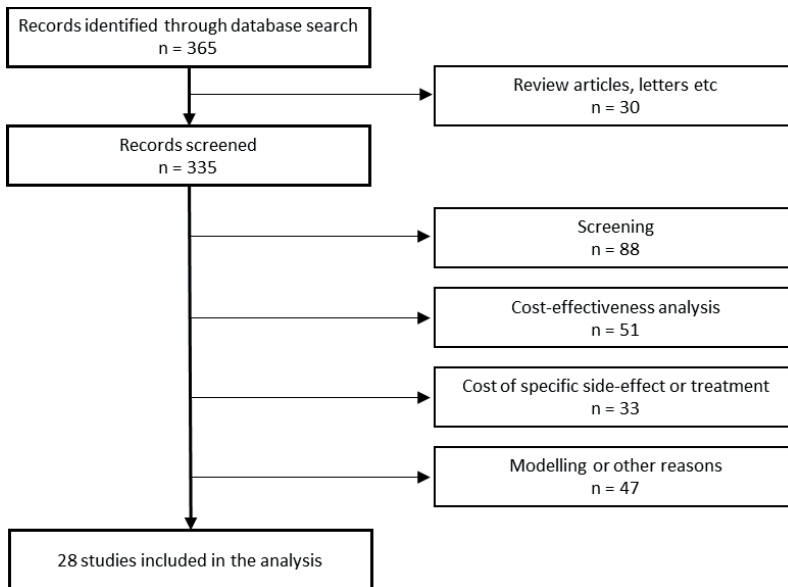 Records identified through database search
n = 365
Review articles, letters etc
n = 30
Records screened
n = 335
Screening
n = 88
Cost-effectiveness analysis
n = 51
Cost of specific side-effect or treatment
n = 33
Modelling or other reasons
n = 47
28 studies included in the analysis